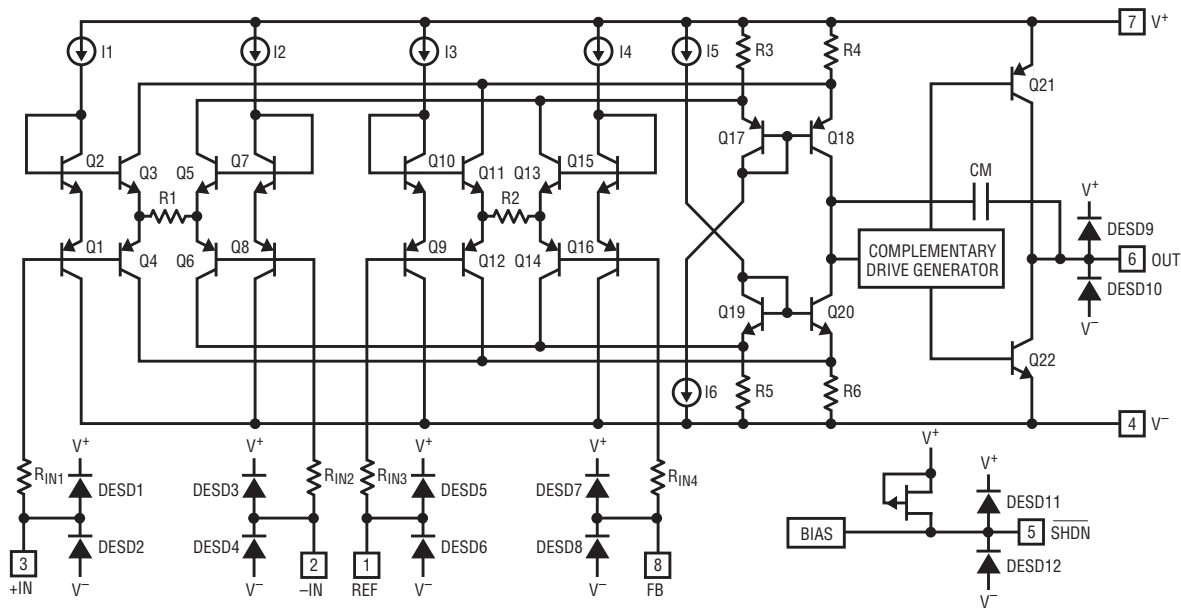 I1
I2
I3
I4
I5
R3
R4
7 V+
Q21
Q2
Q3
Q5
Q7
Q10
Q11
Q13
Q15
Q17
Q18
R1
R2
CM
V+
DESD9
Q1
Q4
Q6
Q8
Q9
Q12
Q14
Q16
COMPLEMENTARY
DRIVE GENERATOR
6 OUT
DESD10
V–
Q19
Q20
Q22
I6
R5
R6
4 V–
V+
V+
V+
V+
V+
V+
RIN1
DESD1
DESD3
RIN2
RIN3
DESD5
DESD7
RIN4
DESD11
BIAS
5 SHDN
DESD2
DESD4
DESD6
DESD8
DESD12
3
2
1
8
+IN
V–
V–
–IN
REF
V–
V–
FB
V–